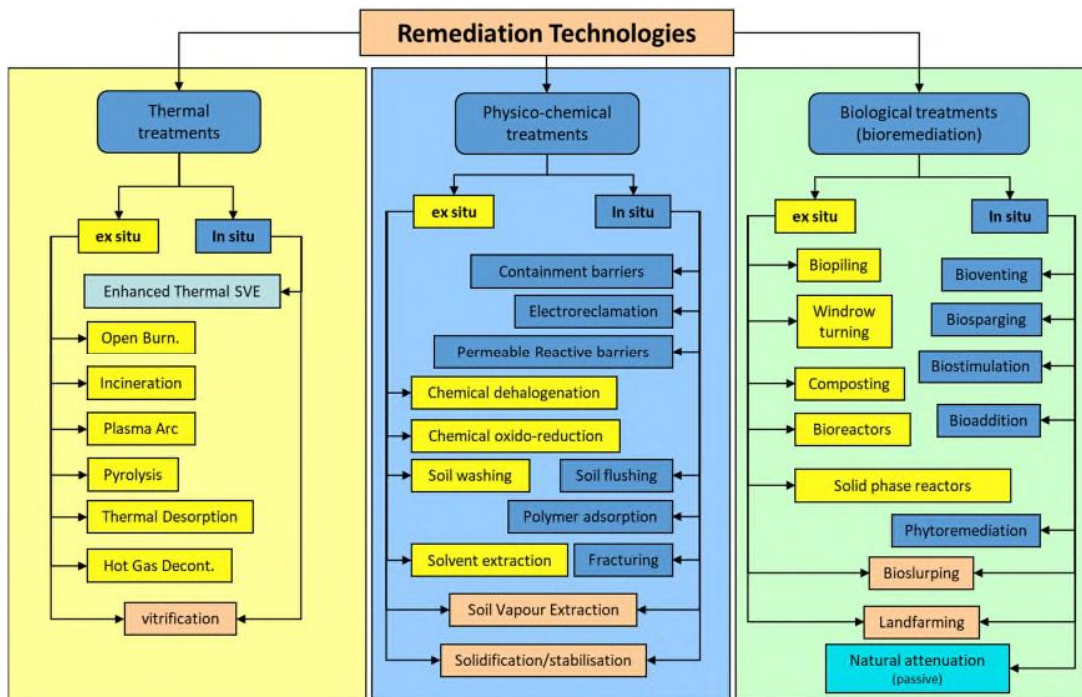 Remediation Technologies
Thermal
treatments
ex situ
In situ
Enhanced Thermal SVE
Open Burn.
Incineration
Plasma Arc
Pyrolysis
Thermal Desorption
Hot Gas Decont.
vitrification
Physico-chemical
treatments
ex situ
In situ
Containment barriers
Electroreclamation
Permeable Reactive barriers
Chemical dehalogenation
Chemical oxido-reduction
Soil washing
Soil flushing
Polymer adsorption
Solvent extraction
Fracturing
Soil Vapour Extraction
Solidification/stabilisation
Biological treatments
(bioremediation)
ex situ
In situ
Biopiling
Bioventing
Windrow
turning
Biosparging
Biostimulation
Composting
Bioaddition
Bioreactors
Solid phase reactors
Phytoremediation
Bioslurping
Landfarming
Natural attenuation
(passive)